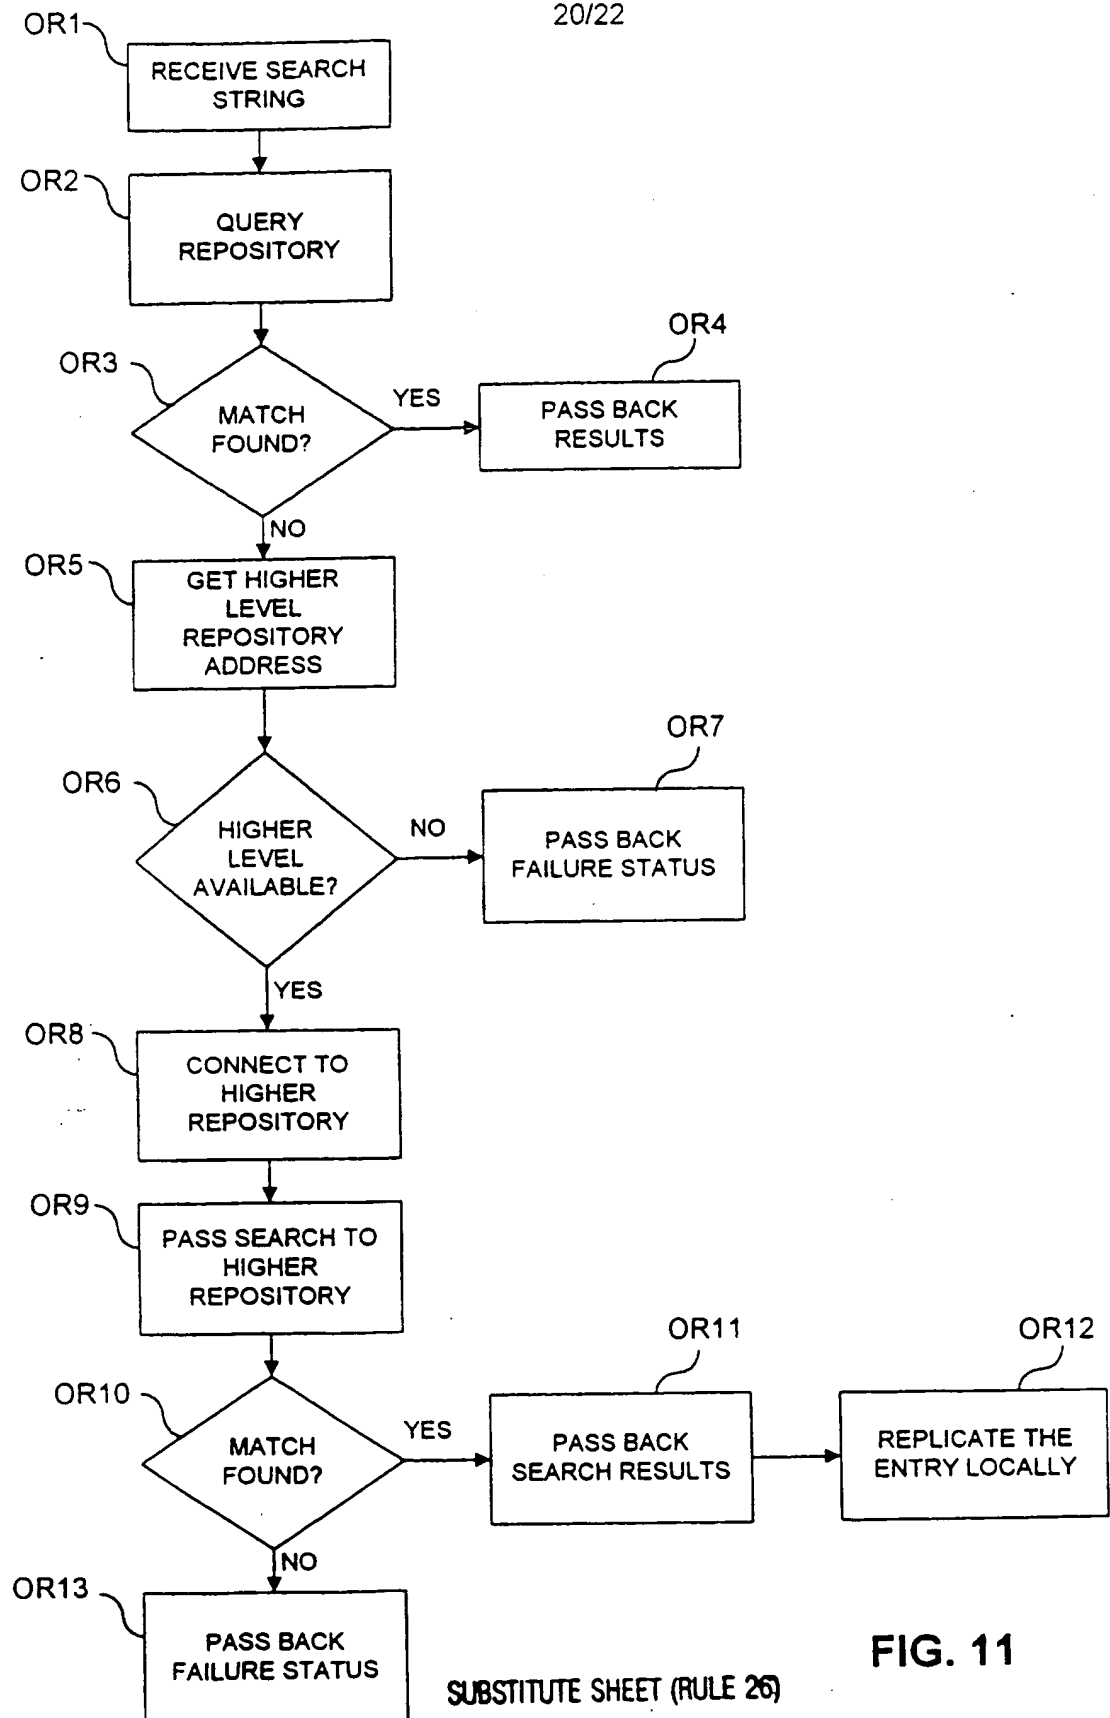 20/22
OR1
RECEIVE SEARCH
STRING
OR2
QUERY
REPOSITORY
OR3
MATCH
FOUND?
YES
OR4
PASS BACK
RESULTS
NO
OR5
GET HIGHER
LEVEL
REPOSITORY
ADDRESS
OR6
HIGHER
LEVEL
AVAILABLE?
NO
OR7
PASS BACK
FAILURE STATUS
YES
OR8
CONNECT TO
HIGHER
REPOSITORY
OR9
PASS SEARCH TO
HIGHER
REPOSITORY
OR10
MATCH
FOUND?
YES
OR11
PASS BACK
SEARCH RESULTS
OR12
REPLICATE THE
ENTRY LOCALLY
NO
OR13
PASS BACK
FAILURE STATUS
FIG. 11
SUBSTITUTE SHEET (RULE 26)